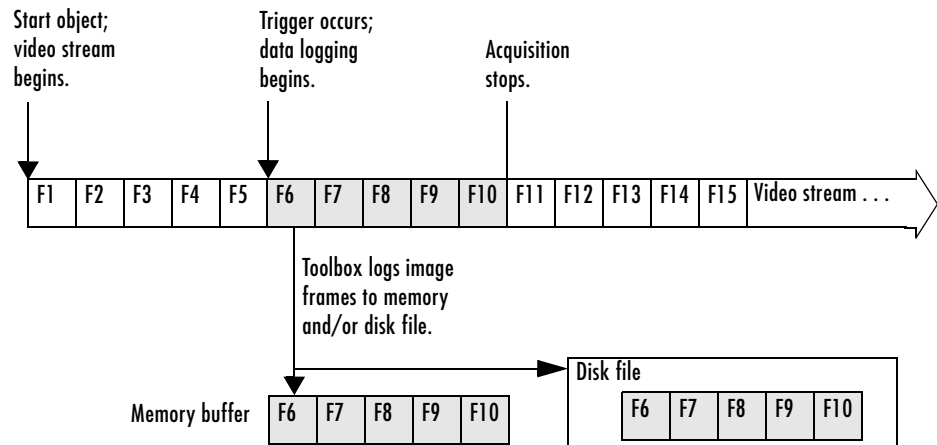 Start object;
video stream
begins.
Trigger occurs;
data logging
begins.
Acquisition
stops.
F1 F2 F3 F4 F5 F6 F7 F8 F9 F10 F11 F12 F13 F14 F15 Video stream . . .
Toolbox logs image
frames to memory
and/or disk file.
Disk file
Memory buffer F6 F7 F8 F9 F10
F6 F7 F8 F9 F10